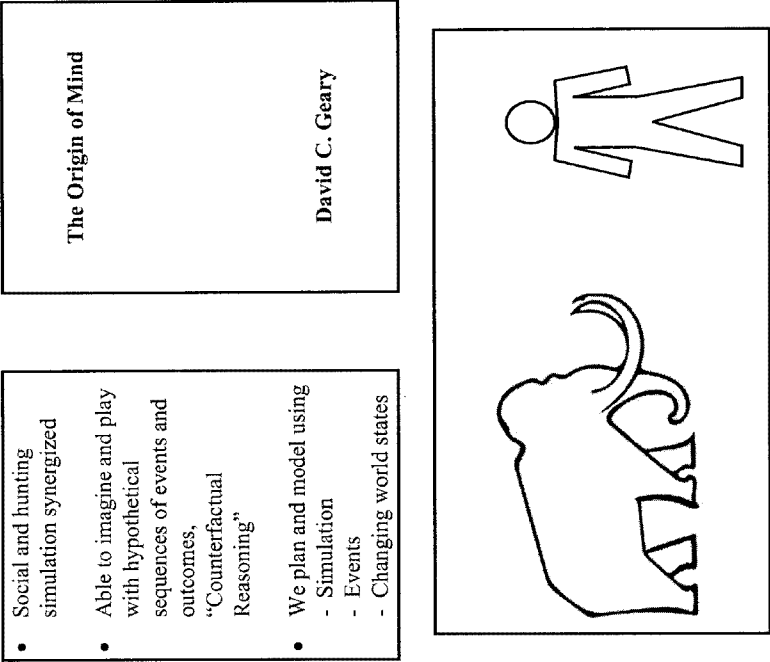 • Social and hunting
simulation synergized
• Able to imagine and play
with hypothetical
sequences of events and
outcomes,
“Counterfactual
Reasoning”
• We plan and model using
- Simulation
- Events
- Changing world states
The Origin of Mind
David C. Geary